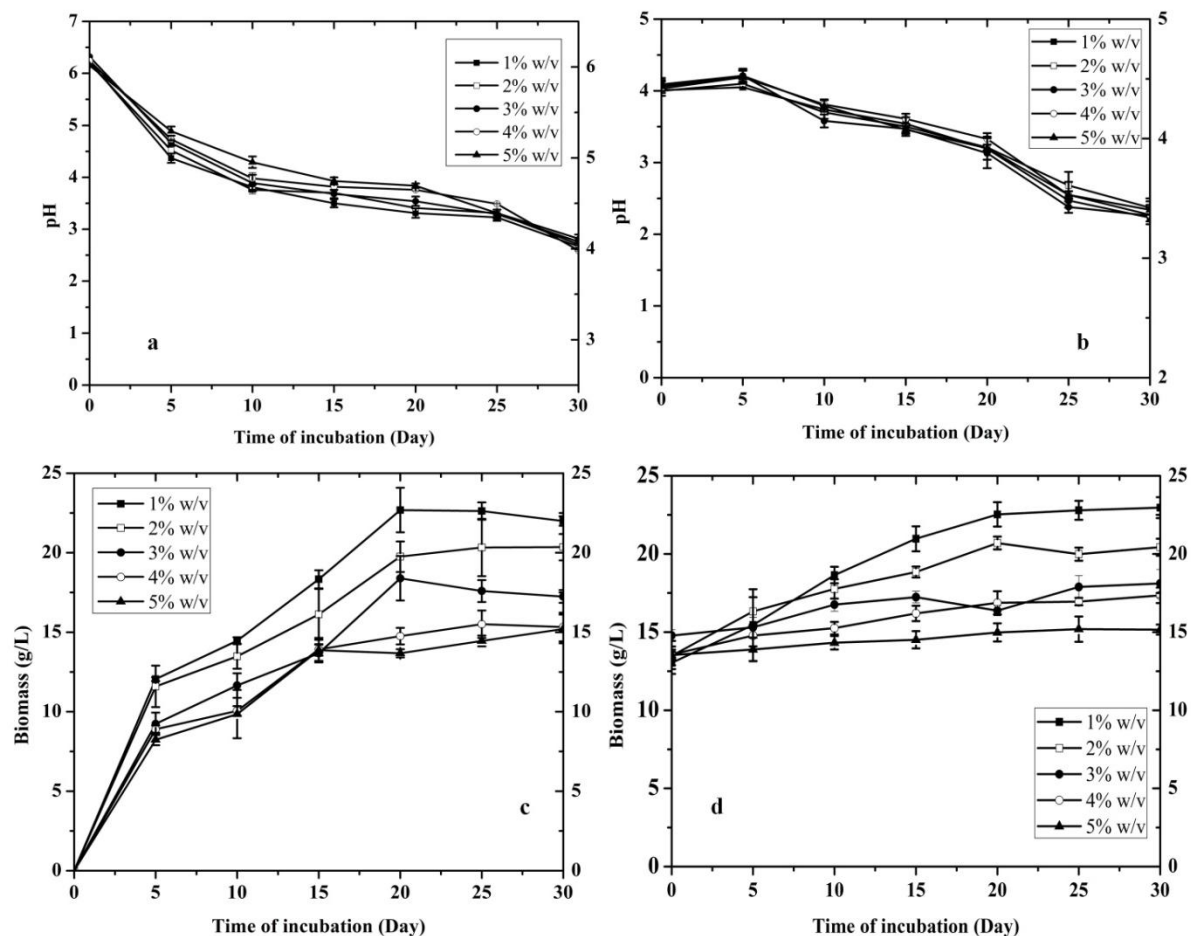 7
6
5
4
3
2
1
0
pH
0 5 10 15 20 25 30
Time of incubation (Day)
6
5
4
3
1% w/v
2% w/v
3% w/v
4% w/v
5% w/v
a
5
4
3
2
1
0
pH
0 5 10 15 20 25 30
Time of incubation (Day)
5
4
3
2
1% w/v
2% w/v
3% w/v
4% w/v
5% w/v
b
25
20
15
10
5
0
Biomass (g/L)
0 5 10 15 20 25 30
Time of incubation (Day)
25
20
15
10
5
0
1% w/v
2% w/v
3% w/v
4% w/v
5% w/v
c
25
20
15
10
5
0
Biomass (g/L)
0 5 10 15 20 25 30
Time of incubation (Day)
25
20
15
10
5
0
1% w/v
2% w/v
3% w/v
4% w/v
5% w/v
d